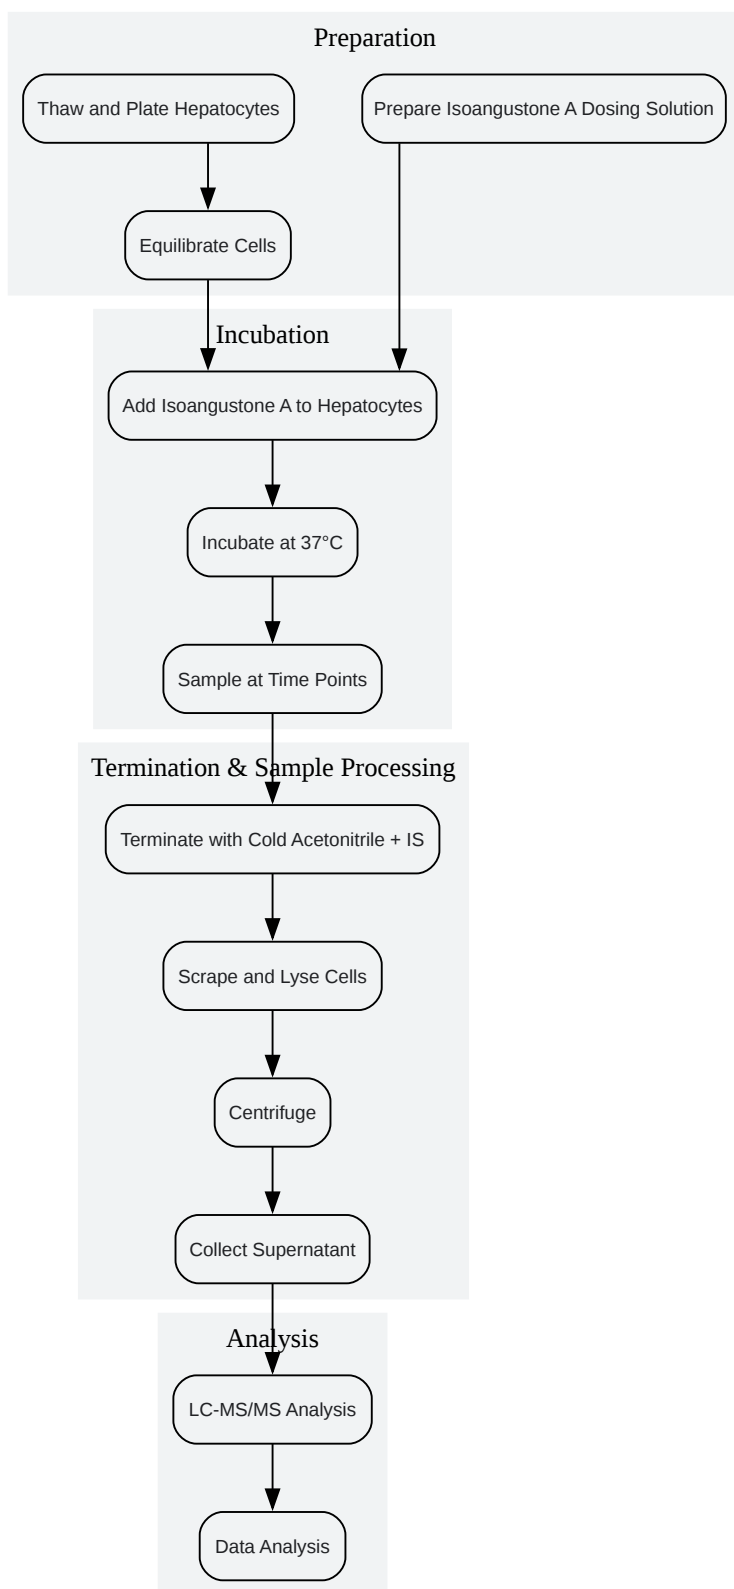 Preparation
Thaw and Plate Hepatocytes
Prepare Isoangustone A Dosing Solution
Equilibrate Cells
Incubation
Add Isoangustone A to Hepatocytes
Incubate at 37°C
Sample at Time Points
Termination & Sample Processing
Terminate with Cold Acetonitrile + IS
Scrape and Lyse Cells
Centrifuge
Collect Supernatant
Analysis
LC-MS/MS Analysis
Data Analysis